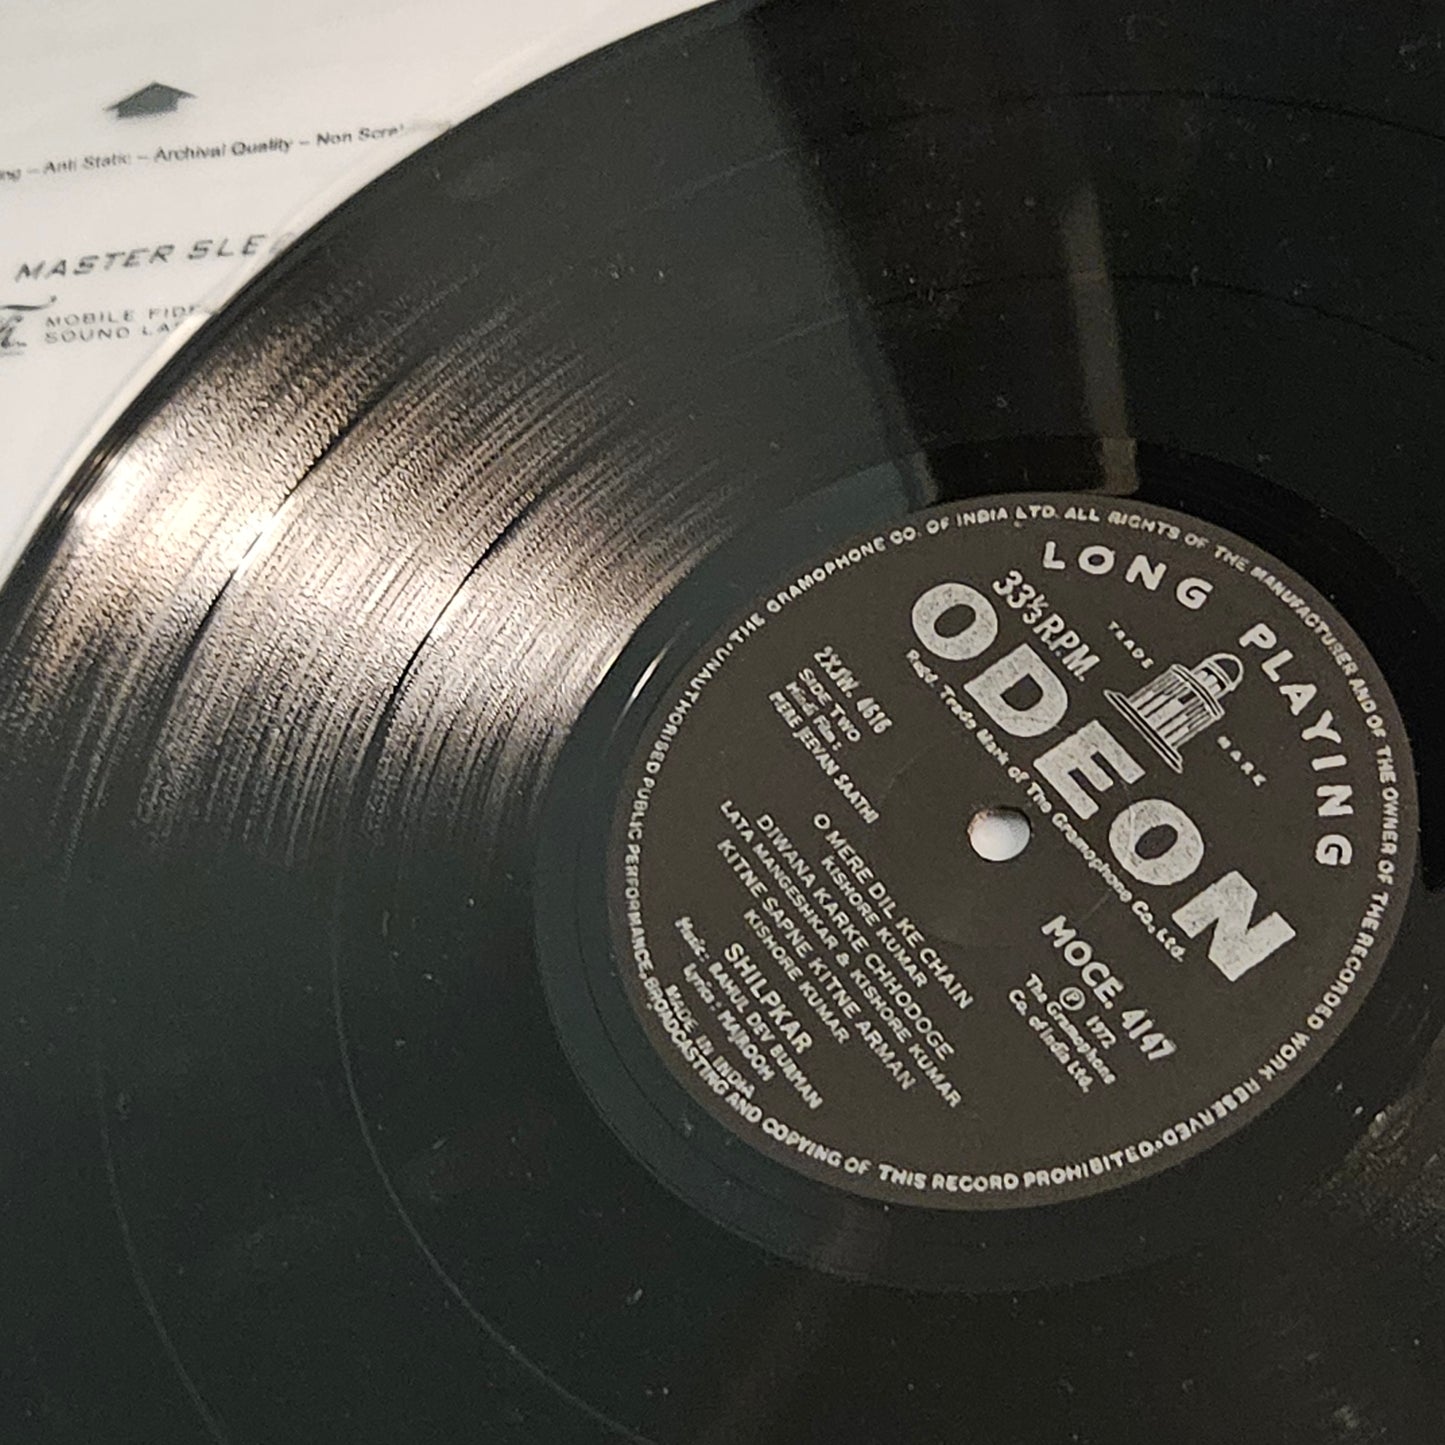 ng – Anti Static – Archival Quality – Non Scra
MASTER SLE
MOBILE FIDE
SOUND LA
THE GRAMOPHONE CO. OF INDIA LTD. ALL RIGHTS OF THE MANUFACTURER AND OF THE OWNER OF THE RECORDED WORK RESERVED • UNAUTHORISED PUBLIC PERFORMANCE, BROADCASTING AND COPYING OF THIS RECORD PROHIBITED.
LONG PLAYING
33⅓ RPM.
TRADE MARK
ODEON
Regd. Trade Mark of The Gramophone Co., Ltd.
2XJW. 4616
SIDE TWO
Hindi Film :
MERE JEEVAN SAATHI
MOCE. 4147
Ⓟ 1972
The Gramophone
Co. of India Ltd.
O MERE DIL KE CHAIN
KISHORE KUMAR
DIWANA KARKE CHHODOGE
LATA MANGESHKAR & KISHORE KUMAR
KITNE SAPNE KITNE ARMAN
KISHORE KUMAR
SHILPKAR
Music: RAHUL DEV BURMAN
Lyrics : MAJROOH
MADE IN INDIA